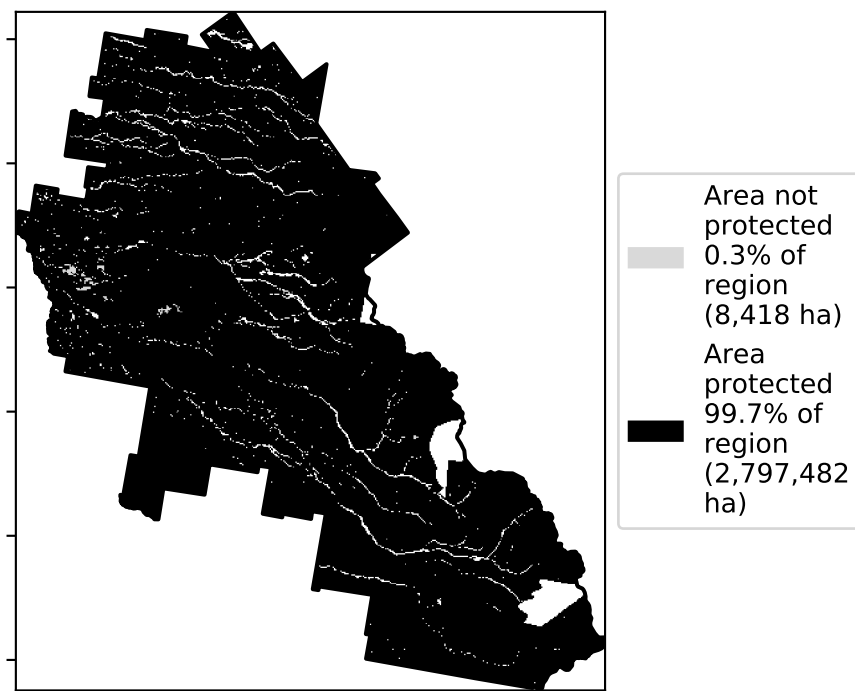 Area not
protected
0.3% of
region
(8,418 ha)
Area
protected
99.7% of
region
(2,797,482
ha)